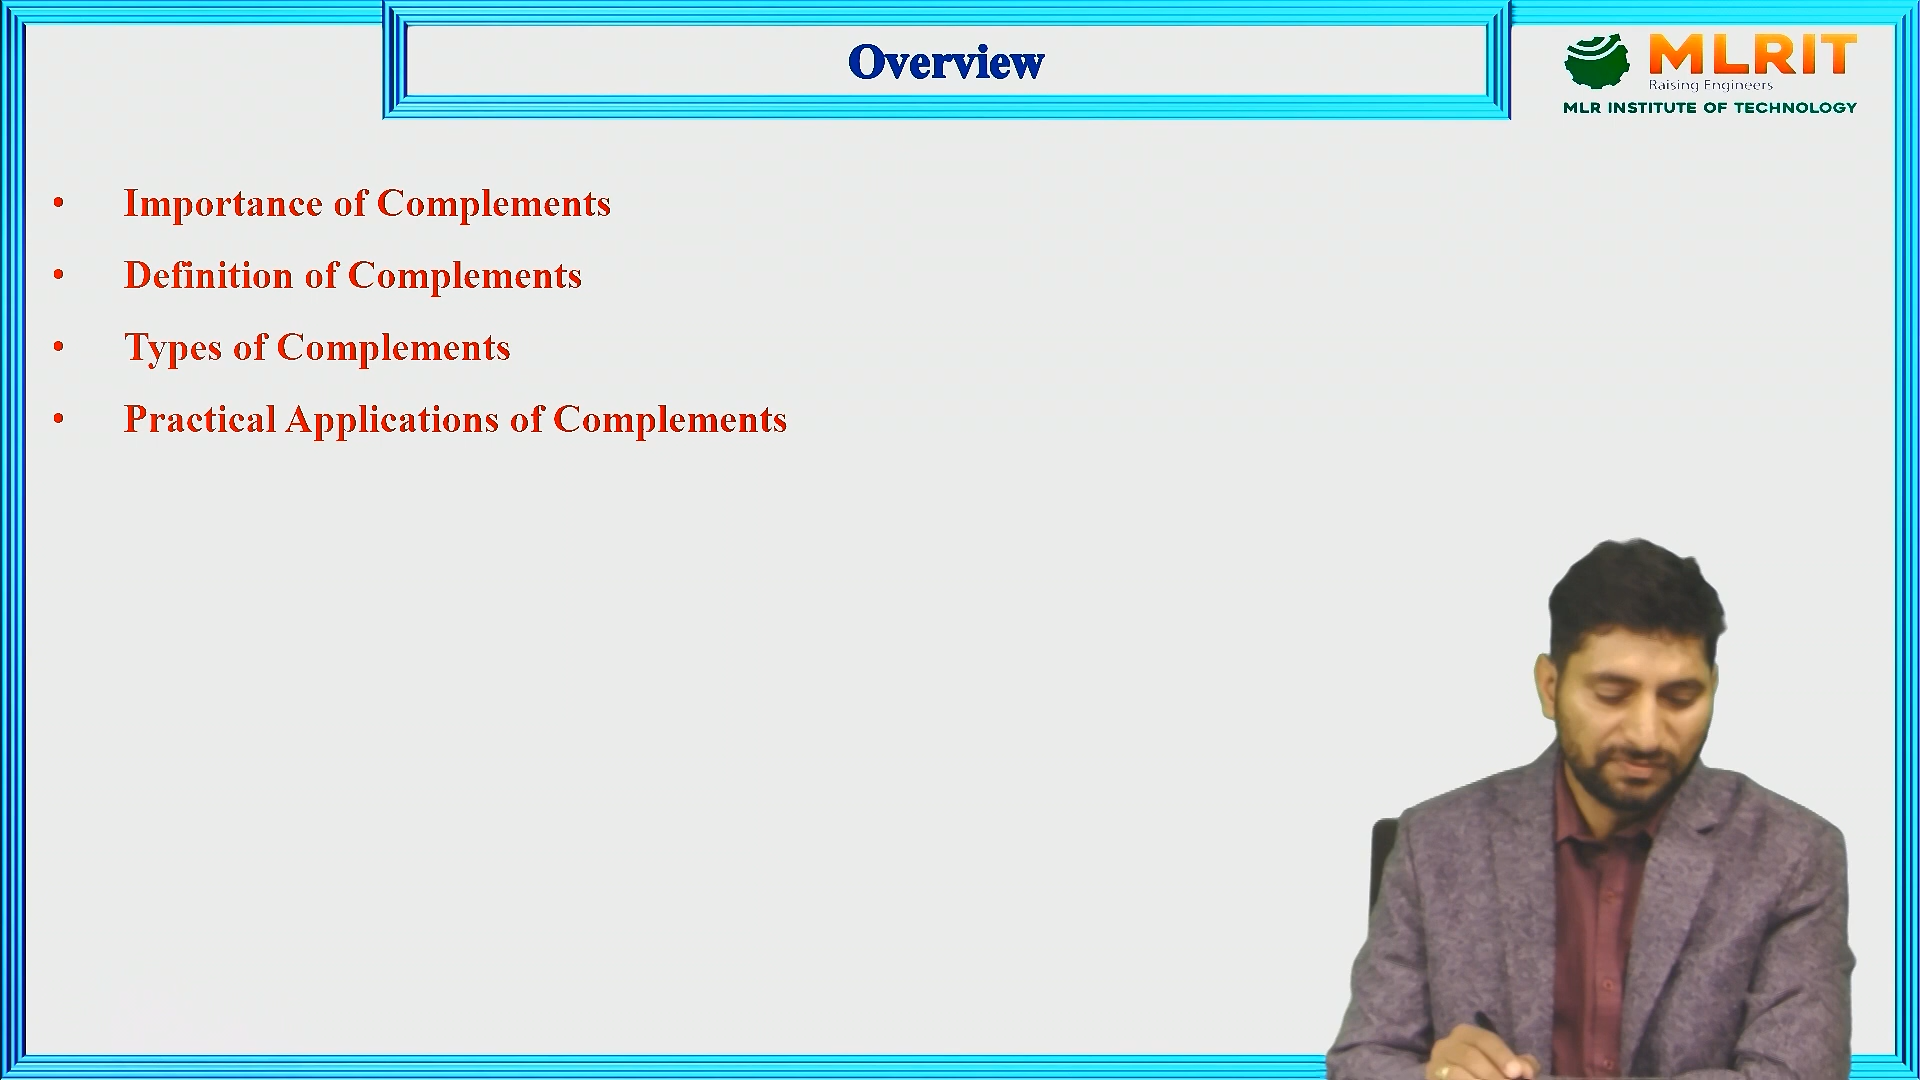 Overview
MLRIT
Raising Engineers
MLR INSTITUTE OF TECHNOLOGY
• Importance of Complements
• Definition of Complements
• Types of Complements
• Practical Applications of Complements